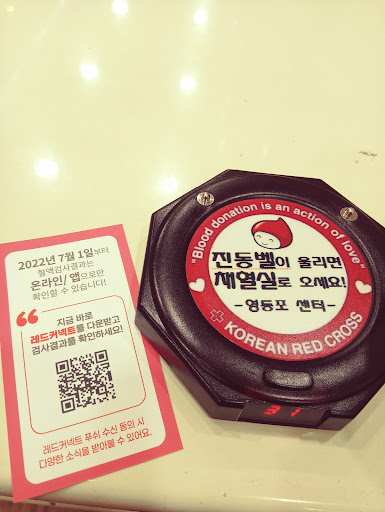 2022년 7월 1일부터
혈액검사결과는
온라인/ 앱으로만
확인할 수 있습니다!
지금 바로
레드커넥트를 다운받고
검사결과를 확인하세요!
레드커넥트 푸쉬 수신 동의 시
다양한 소식을 받아볼 수 있어요.
"Blood donation is an action of love"
진동벨이 울리면
채혈실로 오세요!
-영등포 센터-
KOREAN RED CROSS
31